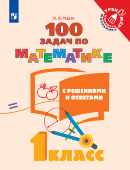 О. А. Рыдзе
100
ЗАДАЧ ПО
МАТЕМАТИКЕ
С РЕШЕНИЯМИ И ОТВЕТАМИ
1 КЛАСС